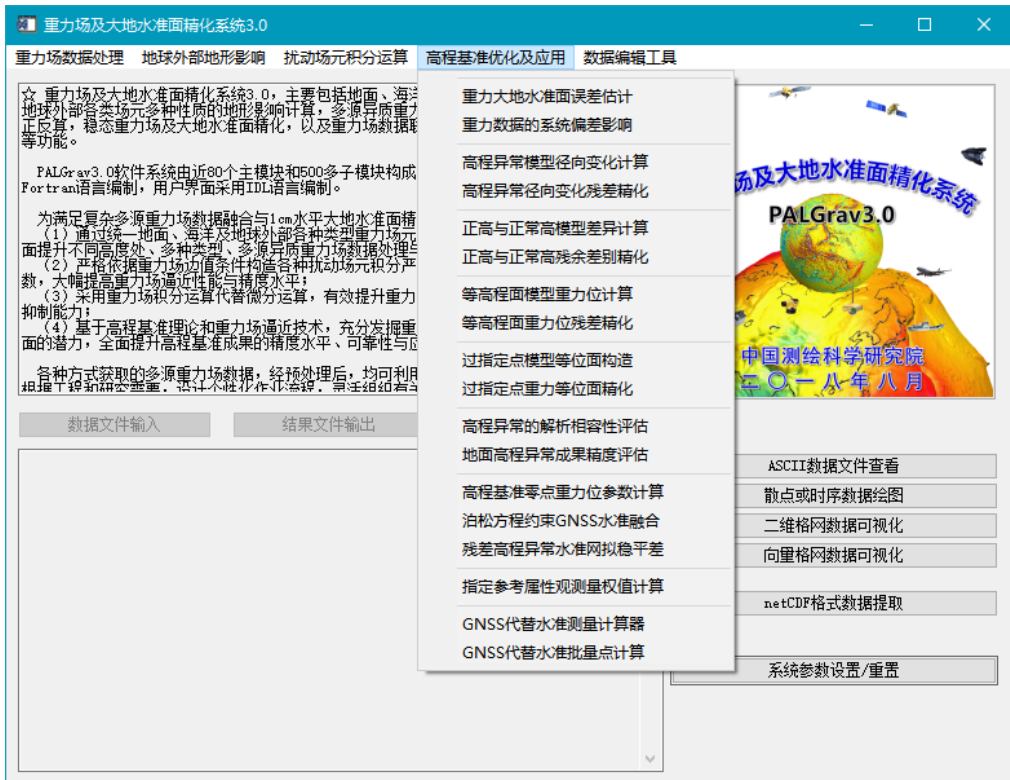 重力场及大地水准面精化系统3.0
重力场数据处理 地球外部地形影响 扰动场元积分运算 高程基准优化及应用 数据编辑工具
☆ 重力场及大地水准面精化系统3.0，主要包括地面、海洋
地球外部各类场元多种性质的地形影响计算，多源异质重力
正反算，稳态重力场及大地水准面精化，以及重力场数据
等功能。
PALGrav3.0软件系统由近80个主模块和500多子模块构成
Fortran语言编制，用户界面采用IDL语言编制。
为满足复杂多源重力场数据融合与1cm水平大地水准面精
（1）通过统一地面、海洋及地球外部各种类型重力场元
面提升不同高度处、多种类型、多源异质重力场数据处理
（2）严格依据重力场边值条件构造各种扰动场元积分严
数，大幅提高重力场逼近性能与精度水平；
（3）采用重力场积分运算代替微分运算，有效提升重力
抑制能力；
（4）基于高程基准理论和重力场逼近技术，充分发掘重
面的潜力，全面提升高程基准成果的精度水平、可靠性与应
各种方式获取的多源重力场数据，经预处理后，均可利用
根据工程和研究需要，设计个性化作业流程，灵活组织有关
数据文件输入 结果文件输出
重力大地水准面误差估计
重力数据的系统偏差影响
高程异常模型径向变化计算
高程异常径向变化残差精化
正高与正常高模型差异计算
正高与正常高残余差别精化
等高程面模型重力位计算
等高程面重力位残差精化
过指定点模型等位面构造
过指定点重力等位面精化
高程异常的解析相容性评估
地面高程异常成果精度评估
高程基准零点重力位参数计算
泊松方程约束GNSS水准融合
残差高程异常水准网拟稳平差
指定参考属性观测量权值计算
GNSS代替水准测量计算器
GNSS代替水准批量点计算
场及大地水准面精化系统
PALGrav3.0
中国测绘科学研究院
二〇一八年八月
ASCII数据文件查看
散点或时序数据绘图
二维格网数据可视化
向量格网数据可视化
netCDF格式数据提取
系统参数设置/重置